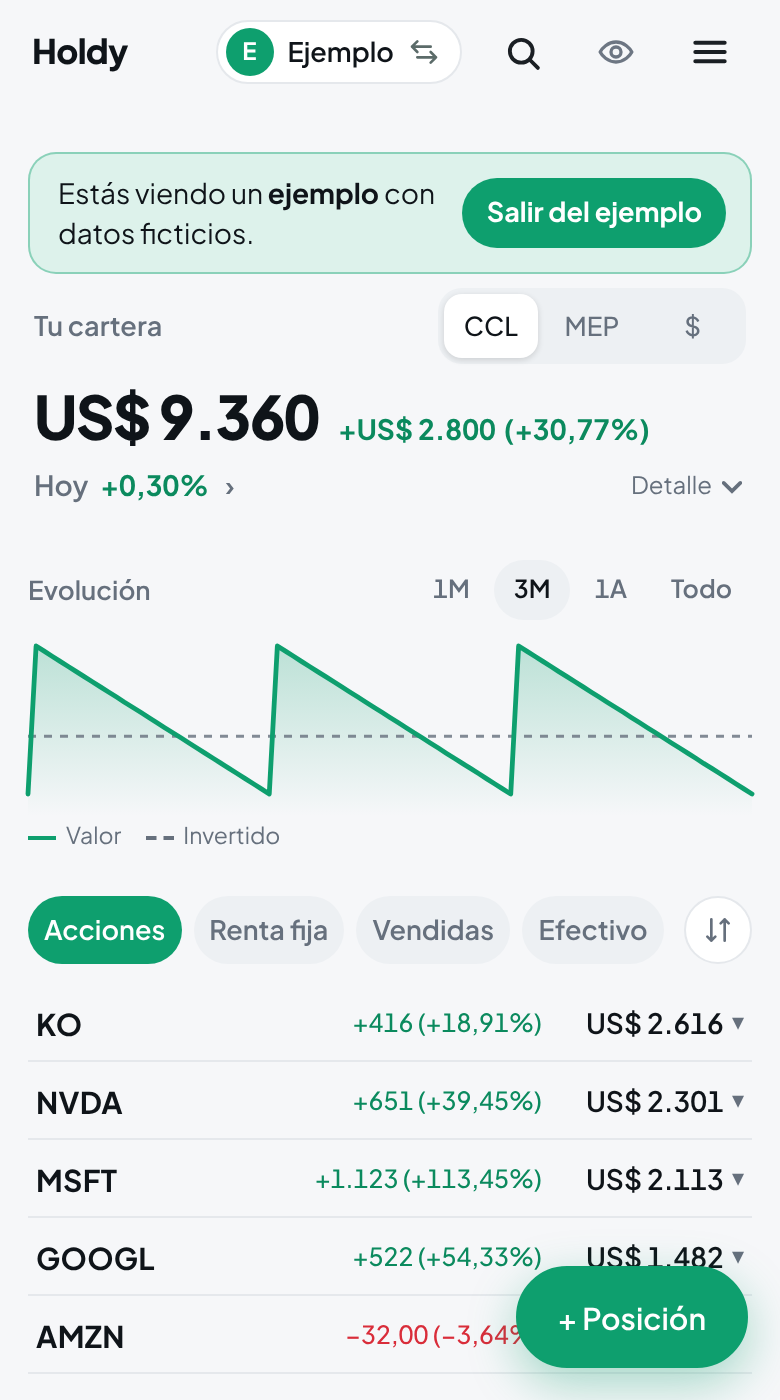 Holdy
E Ejemplo
Estás viendo un ejemplo con
datos ficticios.
Salir del ejemplo
Tu cartera
CCL MEP $
US$ 9.360 +US$ 2.800 (+30,77%)
Hoy +0,30% ›
Detalle
Evolución
1M 3M 1A Todo
Valor Invertido
Acciones Renta fija Vendidas Efectivo
KO +416 (+18,91%) US$ 2.616 ▼
NVDA +651 (+39,45%) US$ 2.301 ▼
MSFT +1.123 (+113,45%) US$ 2.113 ▼
GOOGL +522 (+54,33%) US$ 1.482 ▼
AMZN −32,00 (−3,64%
+ Posición